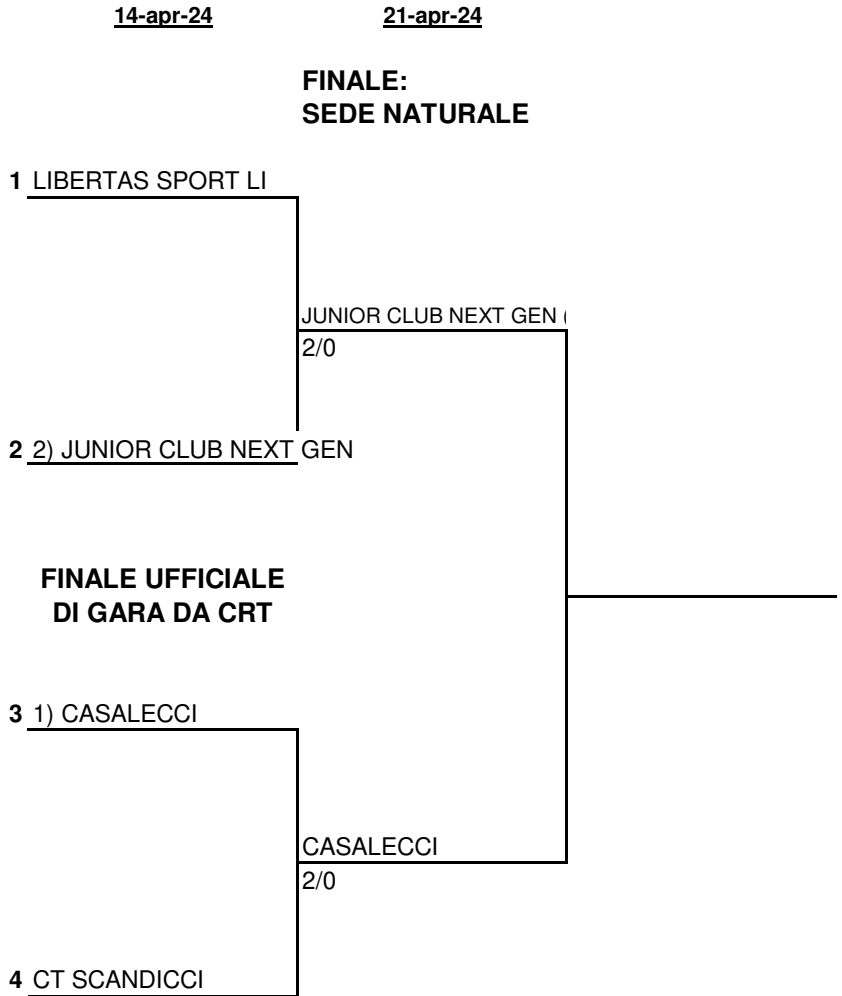 14-apr-24 21-apr-24
FINALE:
SEDE NATURALE
1 LIBERTAS SPORT LI
JUNIOR CLUB NEXT GEN (
2/0
2 2) JUNIOR CLUB NEXT GEN
FINALE UFFICIALE
DI GARA DA CRT
3 1) CASALECCI
CASALECCI
2/0
4 CT SCANDICCI